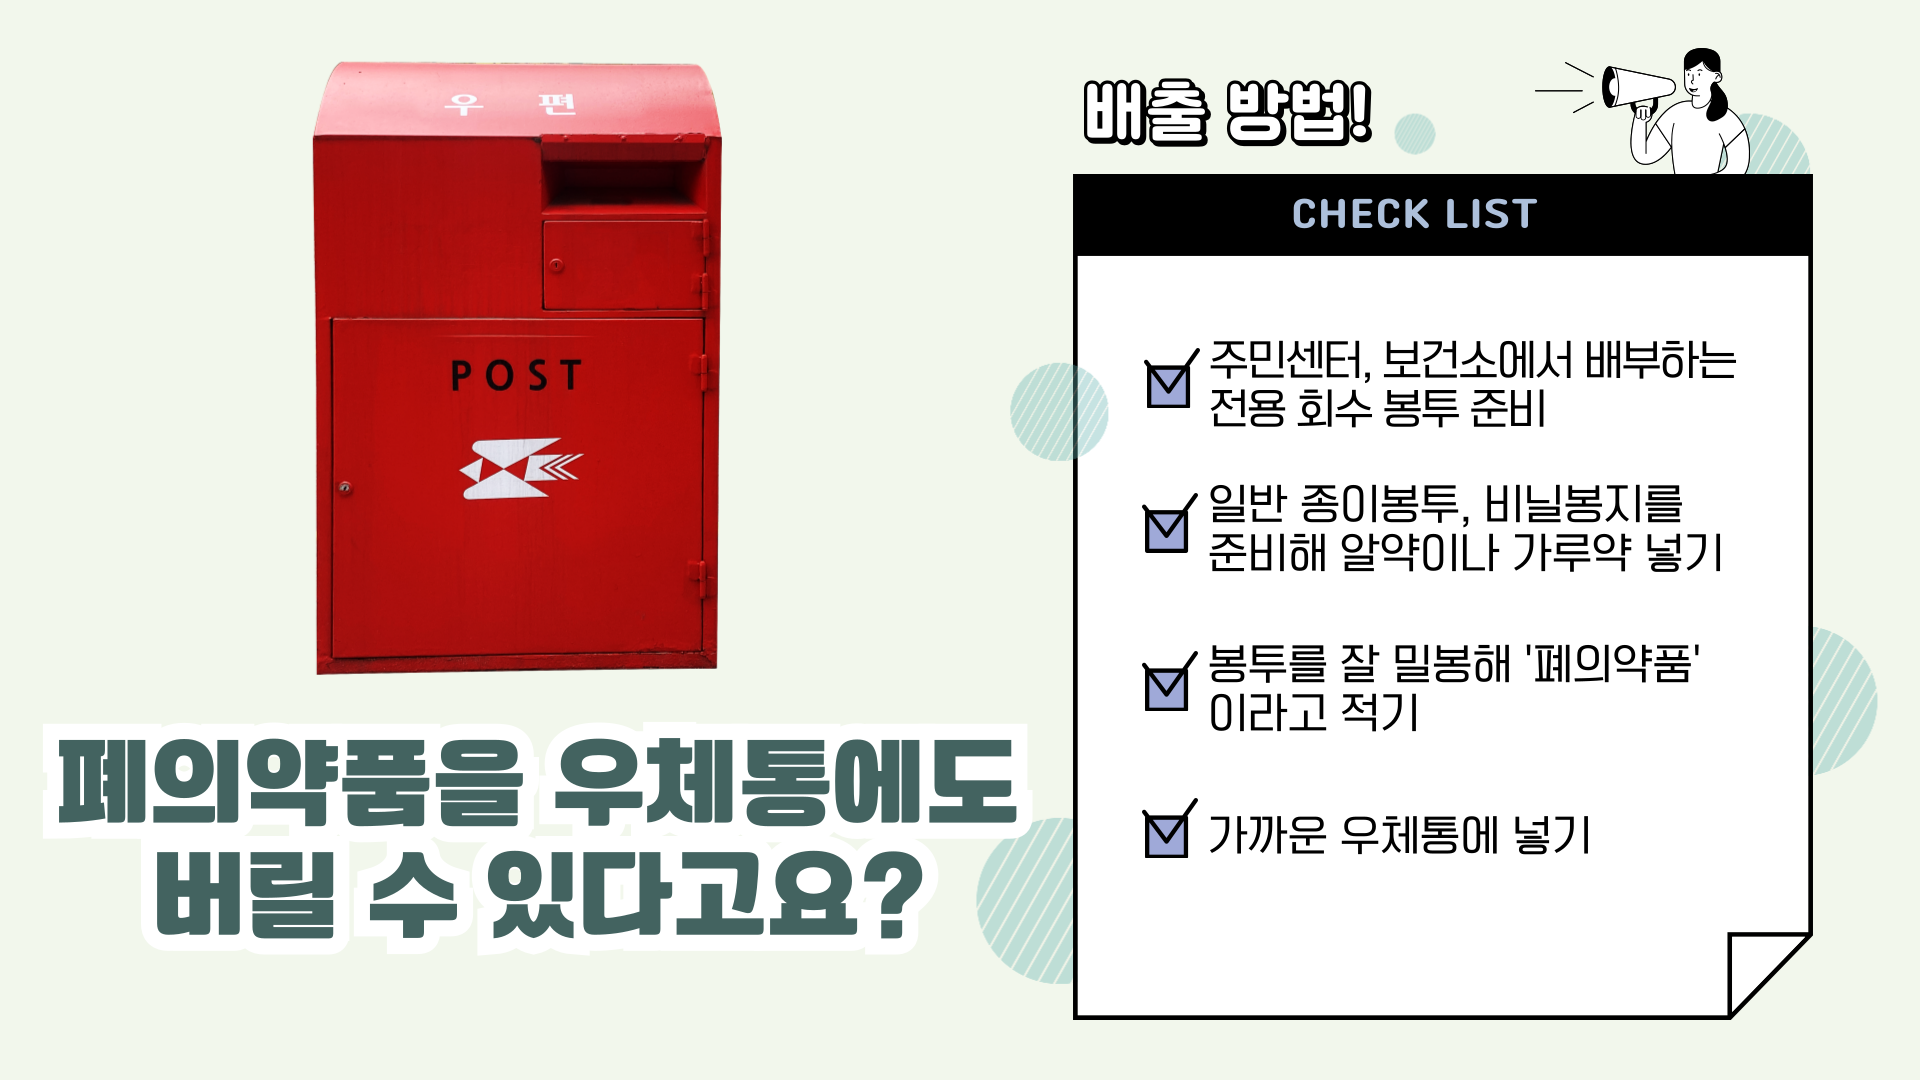 우 편
POST
폐의약품을 우체통에도
버릴 수 있다고요?
배출 방법!
CHECK LIST
주민센터, 보건소에서 배부하는
전용 회수 봉투 준비
일반 종이봉투, 비닐봉지를
준비해 알약이나 가루약 넣기
봉투를 잘 밀봉해 '폐의약품'
이라고 적기
가까운 우체통에 넣기